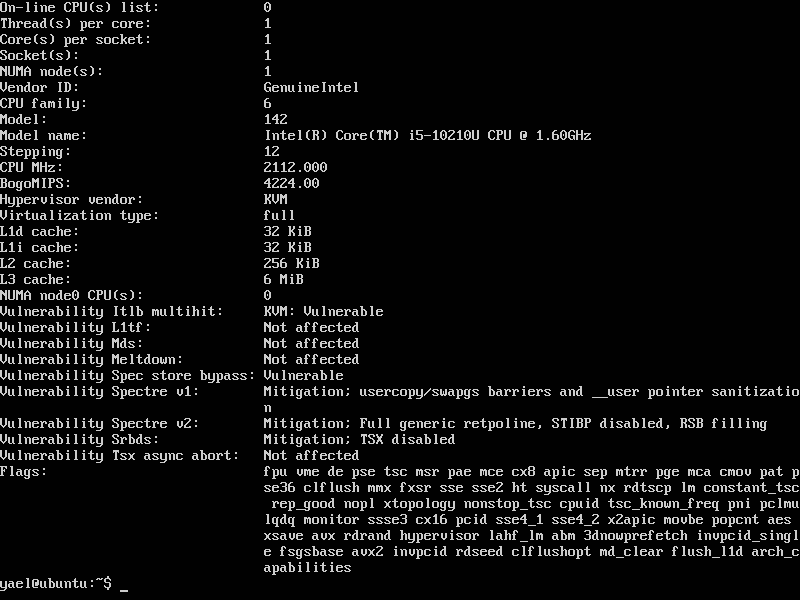 On-line CPU(s) list:             0
Thread(s) per core:              1
Core(s) per socket:              1
Socket(s):                       1
NUMA node(s):                    1
Vendor ID:                       GenuineIntel
CPU family:                      6
Model:                           142
Model name:                      Intel(R) Core(TM) i5-10210U CPU @ 1.60GHz
Stepping:                        12
CPU MHz:                         2112.000
BogoMIPS:                        4224.00
Hypervisor vendor:               KVM
Virtualization type:             full
L1d cache:                       32 KiB
L1i cache:                       32 KiB
L2 cache:                        256 KiB
L3 cache:                        6 MiB
NUMA node0 CPU(s):               0
Vulnerability Itlb multihit:     KVM: Vulnerable
Vulnerability L1tf:              Not affected
Vulnerability Mds:               Not affected
Vulnerability Meltdown:          Not affected
Vulnerability Spec store bypass: Vulnerable
Vulnerability Spectre v1:        Mitigation; usercopy/swapgs barriers and __user pointer sanitizatio
                                 n
Vulnerability Spectre v2:        Mitigation; Full generic retpoline, STIBP disabled, RSB filling
Vulnerability Srbds:             Mitigation; TSX disabled
Vulnerability Tsx async abort:   Not affected
Flags:                           fpu vme de pse tsc msr pae mce cx8 apic sep mtrr pge mca cmov pat p
                                 se36 clflush mmx fxsr sse sse2 ht syscall nx rdtscp lm constant_tsc
                                  rep_good nopl xtopology nonstop_tsc cpuid tsc_known_freq pni pclmu
                                 lqdq monitor ssse3 cx16 pcid sse4_1 sse4_2 x2apic movbe popcnt aes 
                                 xsave avx rdrand hypervisor lahf_lm abm 3dnowprefetch invpcid_singl
                                 e fsgsbase avx2 invpcid rdseed clflushopt md_clear flush_l1d arch_c
                                 apabilities
yael@ubuntu:~$ _